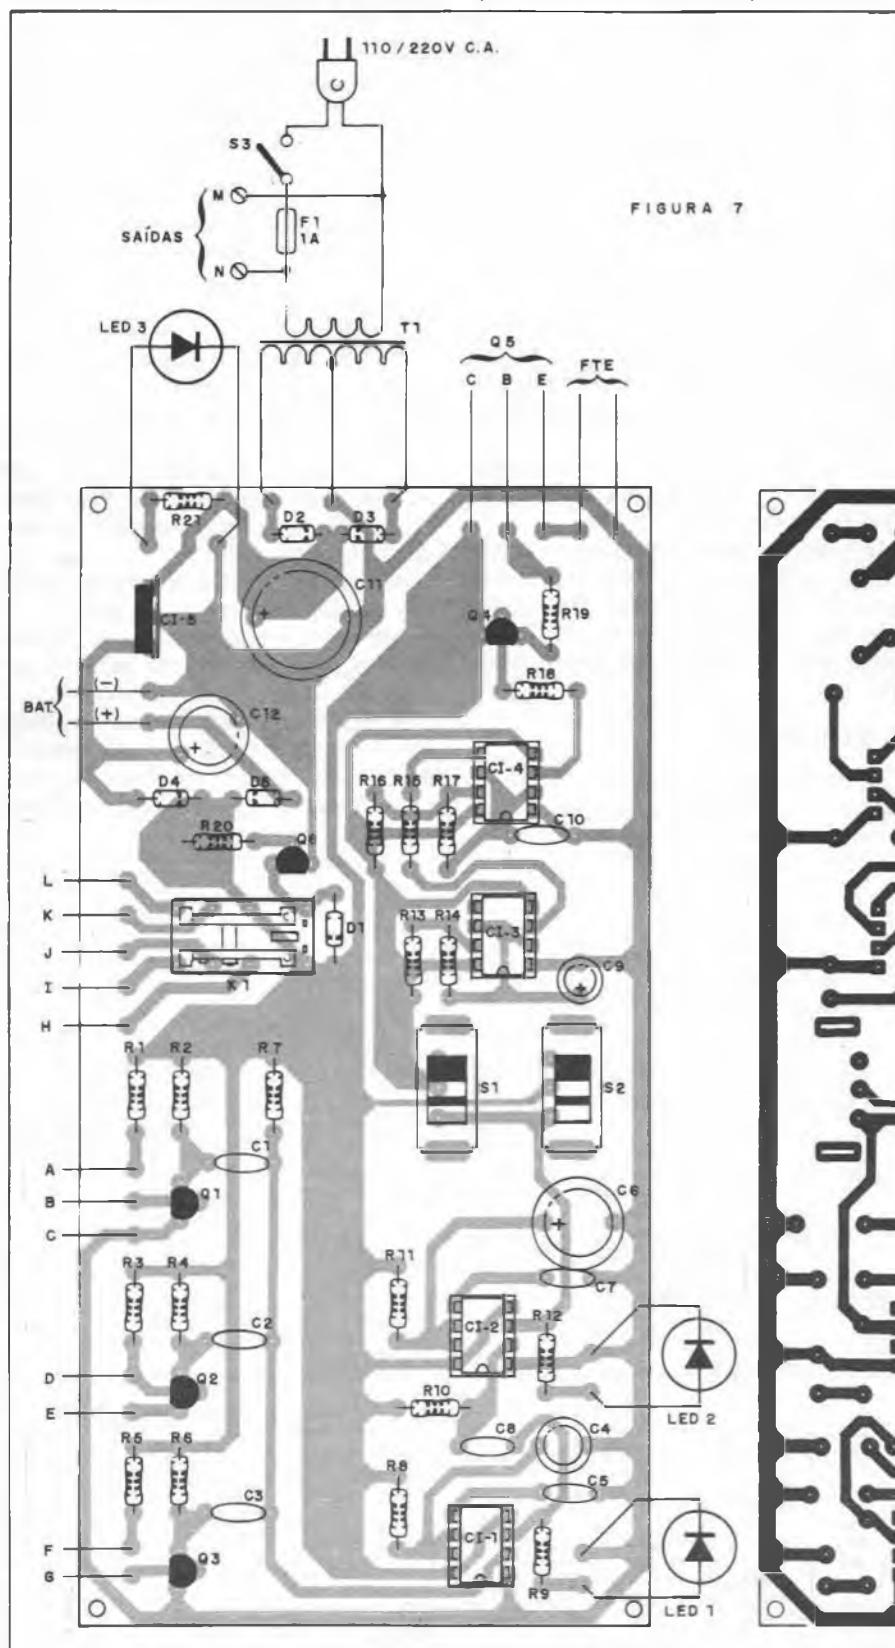 110/220V C.A.
S3
M
F1
1A
SAÍDAS
N
FIGURA 7
LED 3
T1
Q5
C B E
FTE
R21
D2
D3
C11
Q4
R19
CI-5
R18
BAT.
(-)
(+)
C12
+
+
D4
R16 R15 R17
CI-4
C10
R20
L
K
J
I
H
K1
D1
R13 R14
CI-3
C9
+
S1
S2
R1 R2 R7
C1
A
B
C
Q1
C6
+
R3 R4
R11
C7
C2
CI-2
R12
D
E
Q2
R10
LED 2
R5 R6
C8
C4
R8
C5
C3
CI-1
F
G
Q3
R9
LED 1